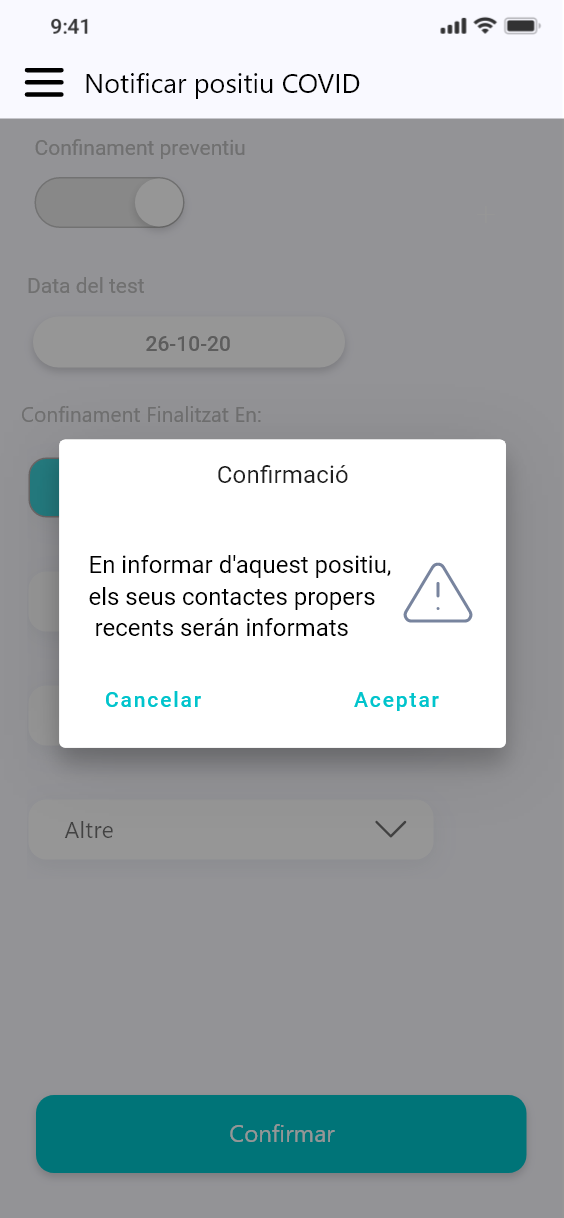 9:41
Notificar positiu COVID
Confinament preventiu
Data del test
26-10-20
Confinament Finalitzat En:
Confirmació
En informar d'aquest positiu,
els seus contactes propers
recents serán informats
Cancelar
Aceptar
Altre
Confirmar